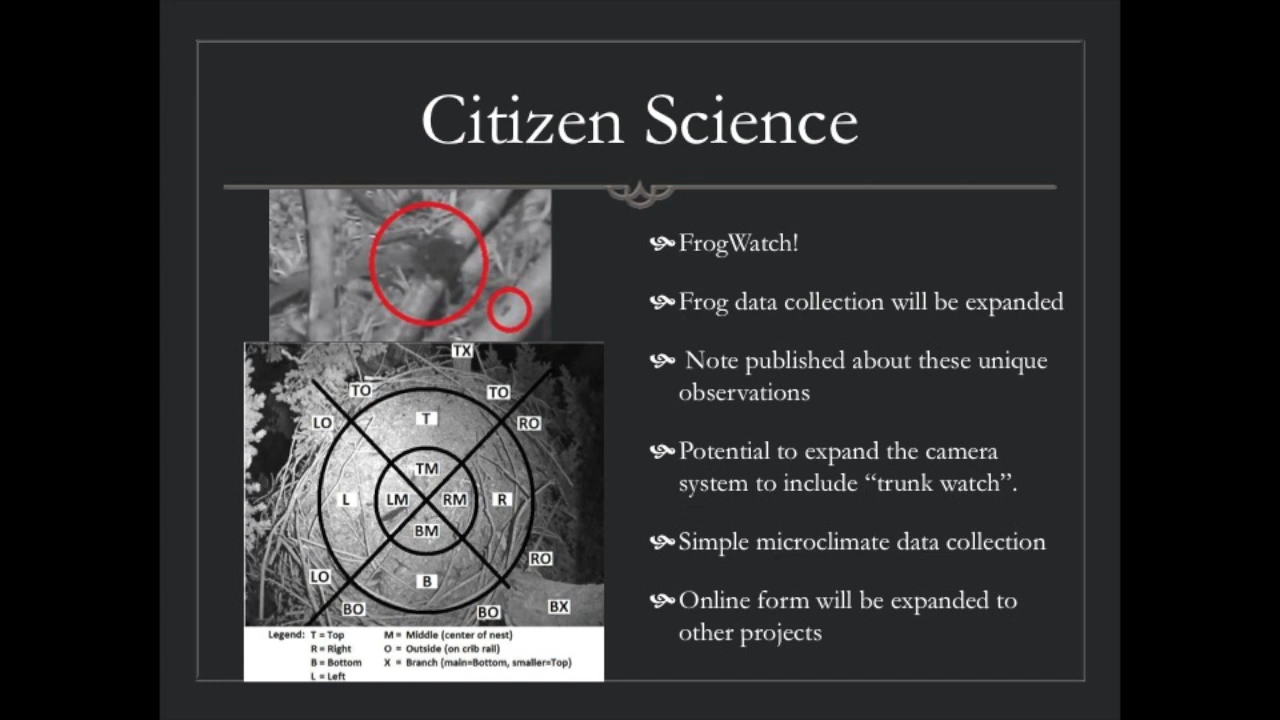 Citizen Science
FrogWatch!
Frog data collection will be expanded
Note published about these unique
observations
Potential to expand the camera
system to include “trunk watch”.
Simple microclimate data collection
Online form will be expanded to
other projects
TX
TO TO
LO T RO
TM
L LM RM R
BM
RO
LO B
BO BO BX
Legend: T = Top M = Middle (center of nest)
R = Right O = Outside (on crib rail)
B = Bottom X = Branch (main=Bottom, smaller=Top)
L = Left